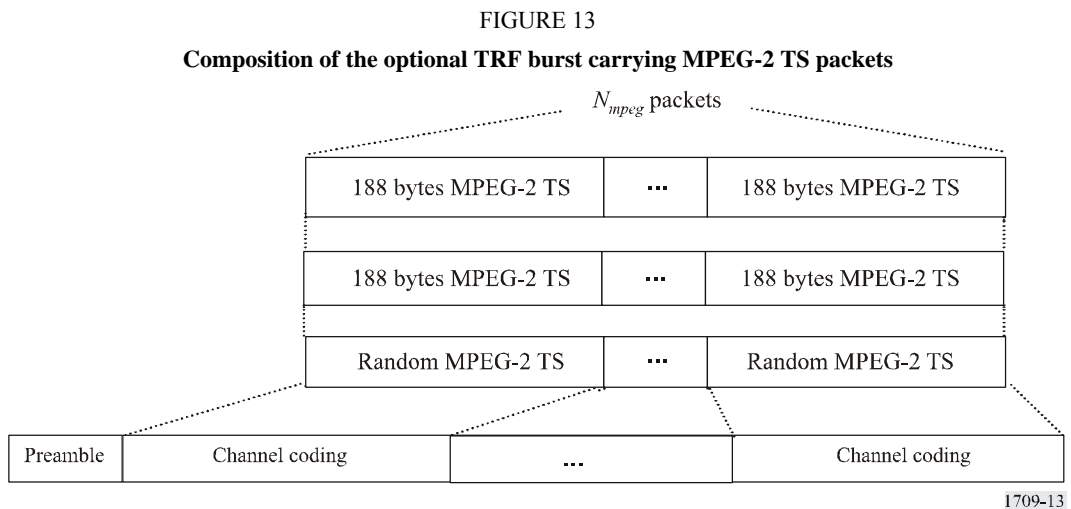 FIGURE 13
Composition of the optional TRF burst carrying MPEG-2 TS packets
N_mpeg packets
188 bytes MPEG-2 TS ... 188 bytes MPEG-2 TS
188 bytes MPEG-2 TS ... 188 bytes MPEG-2 TS
Random MPEG-2 TS ... Random MPEG-2 TS
Preamble Channel coding ... Channel coding
1709-13